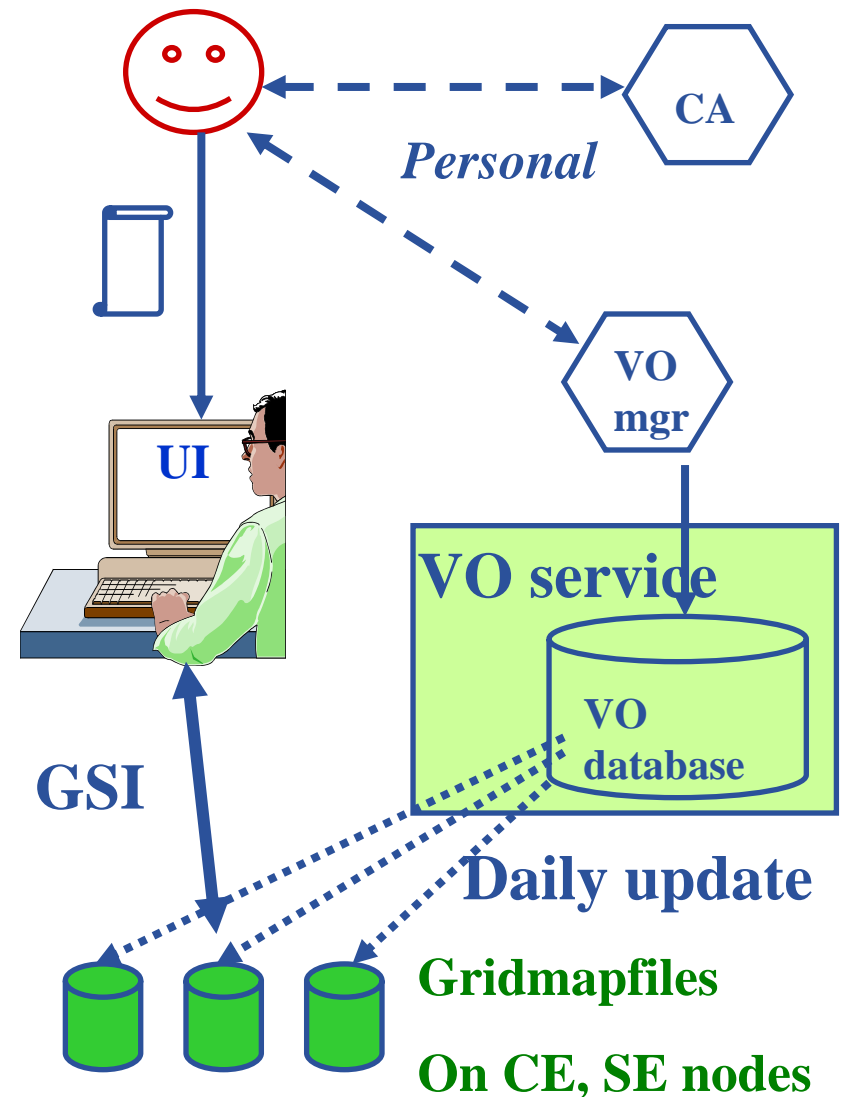 CA
Personal
VO
mgr
UI
VO service
VO
database
GSI
Daily update
Gridmapfiles
On CE, SE nodes